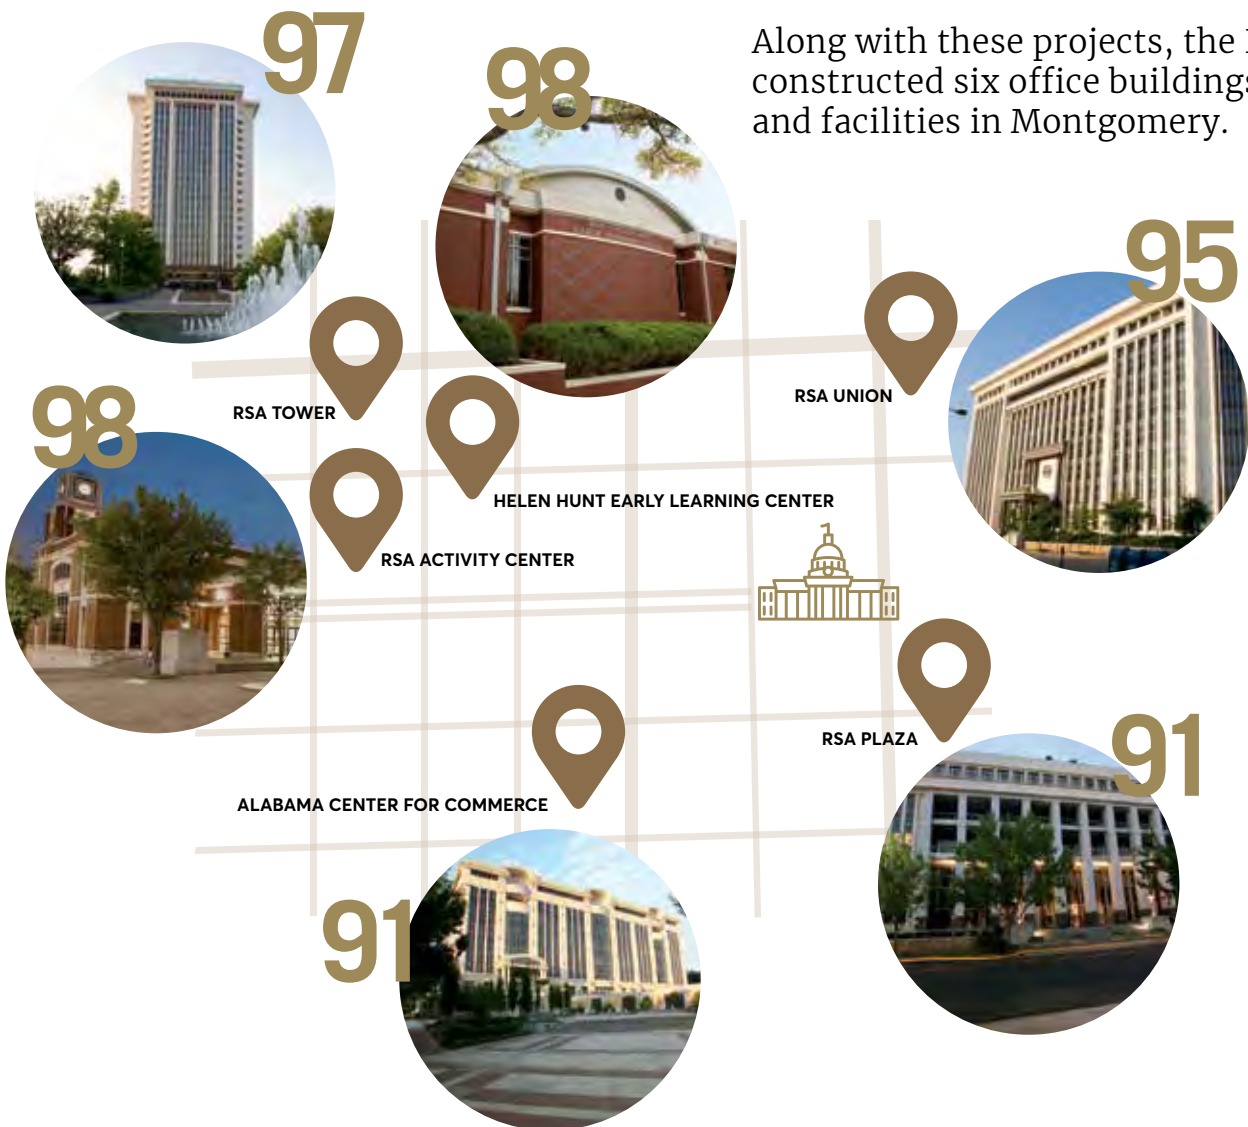 Along with these projects, the
constructed six office buildings
and facilities in Montgomery.
97
98
95
RSA TOWER
RSA UNION
98
HELEN HUNT EARLY LEARNING CENTER
RSA ACTIVITY CENTER
RSA PLAZA
91
ALABAMA CENTER FOR COMMERCE
91